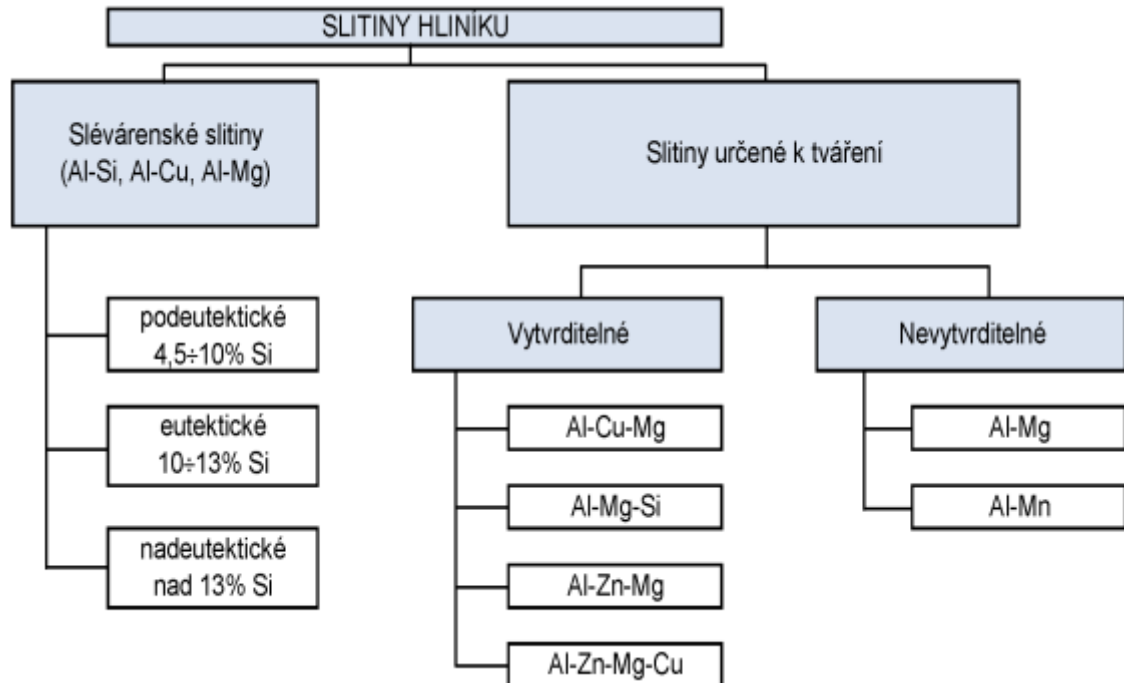 SLITINY HLINÍKU
Slévárenské slitiny
(Al-Si, Al-Cu, Al-Mg)
podeutektické
4,5÷10% Si
eutektické
10÷13% Si
nadeutektické
nad 13% Si
Slitiny určené k tváření
Vytvrditelné
Al-Cu-Mg
Al-Mg-Si
Al-Zn-Mg
Al-Zn-Mg-Cu
Nevytvrditelné
Al-Mg
Al-Mn